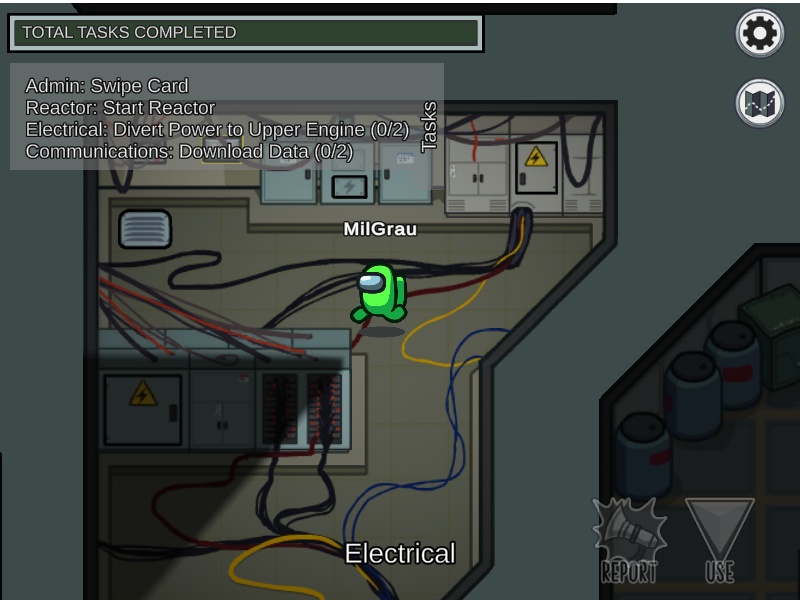 TOTAL TASKS COMPLETED
Admin: Swipe Card
Reactor: Start Reactor
Electrical: Divert Power to Upper Engine (0/2)
Communications: Download Data (0/2)
Tasks
MilGrau
Electrical
REPORT
USE